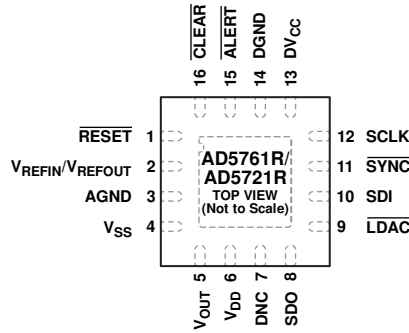 CLEAR
ALERT
DGND
DVCC
16 15 14 13
RESET 1
VREFIN/VREFOUT 2
AGND 3
VSS 4
AD5761R/
AD5721R
TOP VIEW
(Not to Scale)
12 SCLK
11 SYNC
10 SDI
9 LDAC
5 6 7 8
VOUT
VDD
DNC
SDO